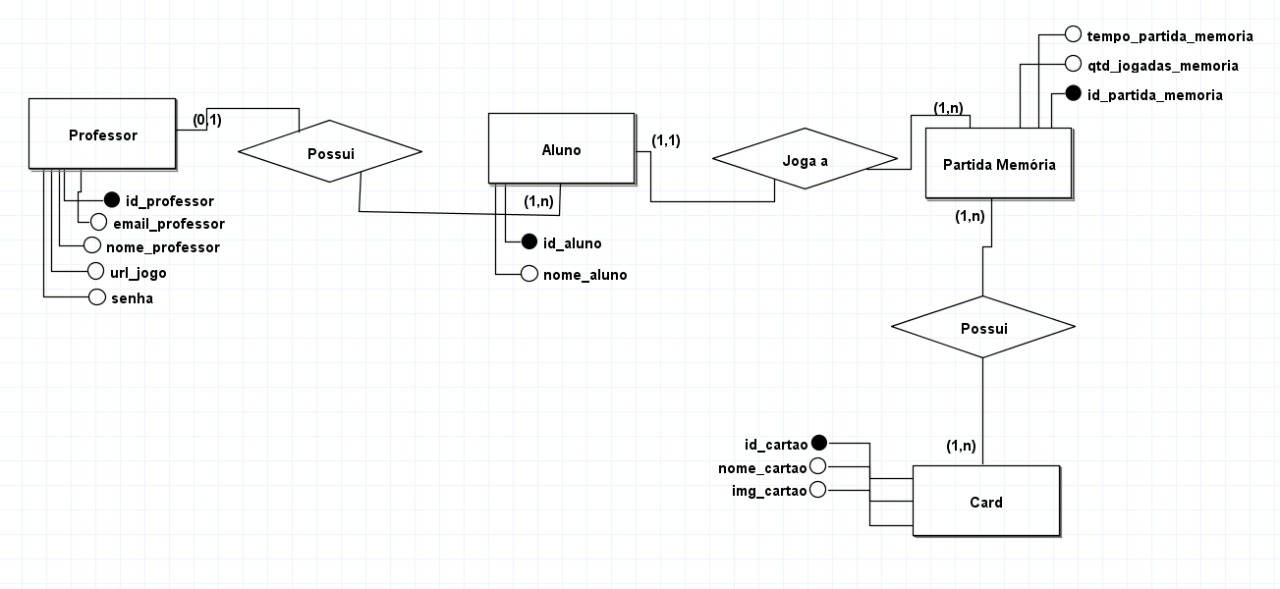 tempo_partida_memoria
qtd_jogadas_memoria
id_partida_memoria
(0,1)
(1,1)
(1,n)
Professor
Possui
Aluno
Joga a
Partida Memória
(1,n)
(1,n)
id_professor
email_professor
nome_professor
url_jogo
senha
id_aluno
nome_aluno
Possui
(1,n)
id_cartao
nome_cartao
img_cartao
Card